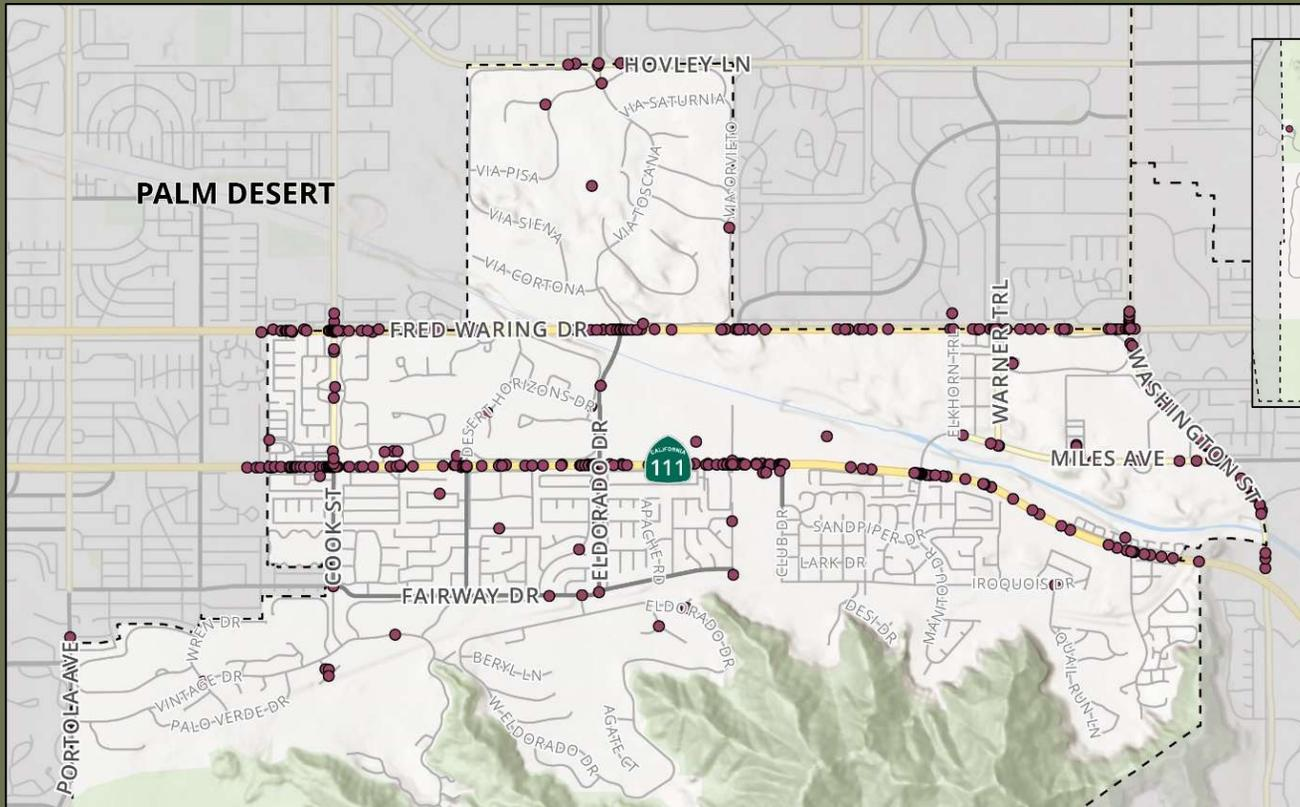 HOVLEY LN
VIA SATURNIA
VIA ORVIETO
VIA PISA
VIA TOSCANA
PALM DESERT
VIA SIENA
VIA CORTONA
FRED WARING DR
WARNER TRL
ELKHORN TRL
WASHINGTON ST
DESERT HORIZONS DR
ELDORADO DR
CALIFORNIA
111
MILES AVE
COOK ST
APACHE RD
CLUB DR
SANDPIPER DR
LARK DR
MANITOU DR
IROQUOIS DR
FAIRWAY DR
ELDORADO DR
DESI DR
QUAIL RUN LN
WREN DR
VINTAGE DR
PALO VERDE DR
PORTOLA AVE
BERYL LN
W ELDORADO DR
AGATE CT